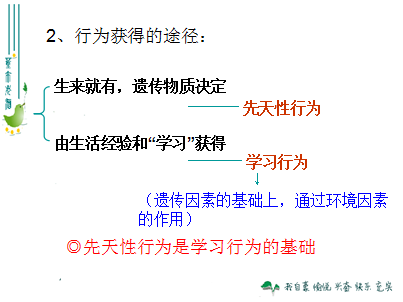 2、行为获得的途径：
生来就有，遗传物质决定
先天性行为
由生活经验和“学习”获得
学习行为
（遗传因素的基础上，通过环境因素
的作用）
◎先天性行为是学习行为的基础